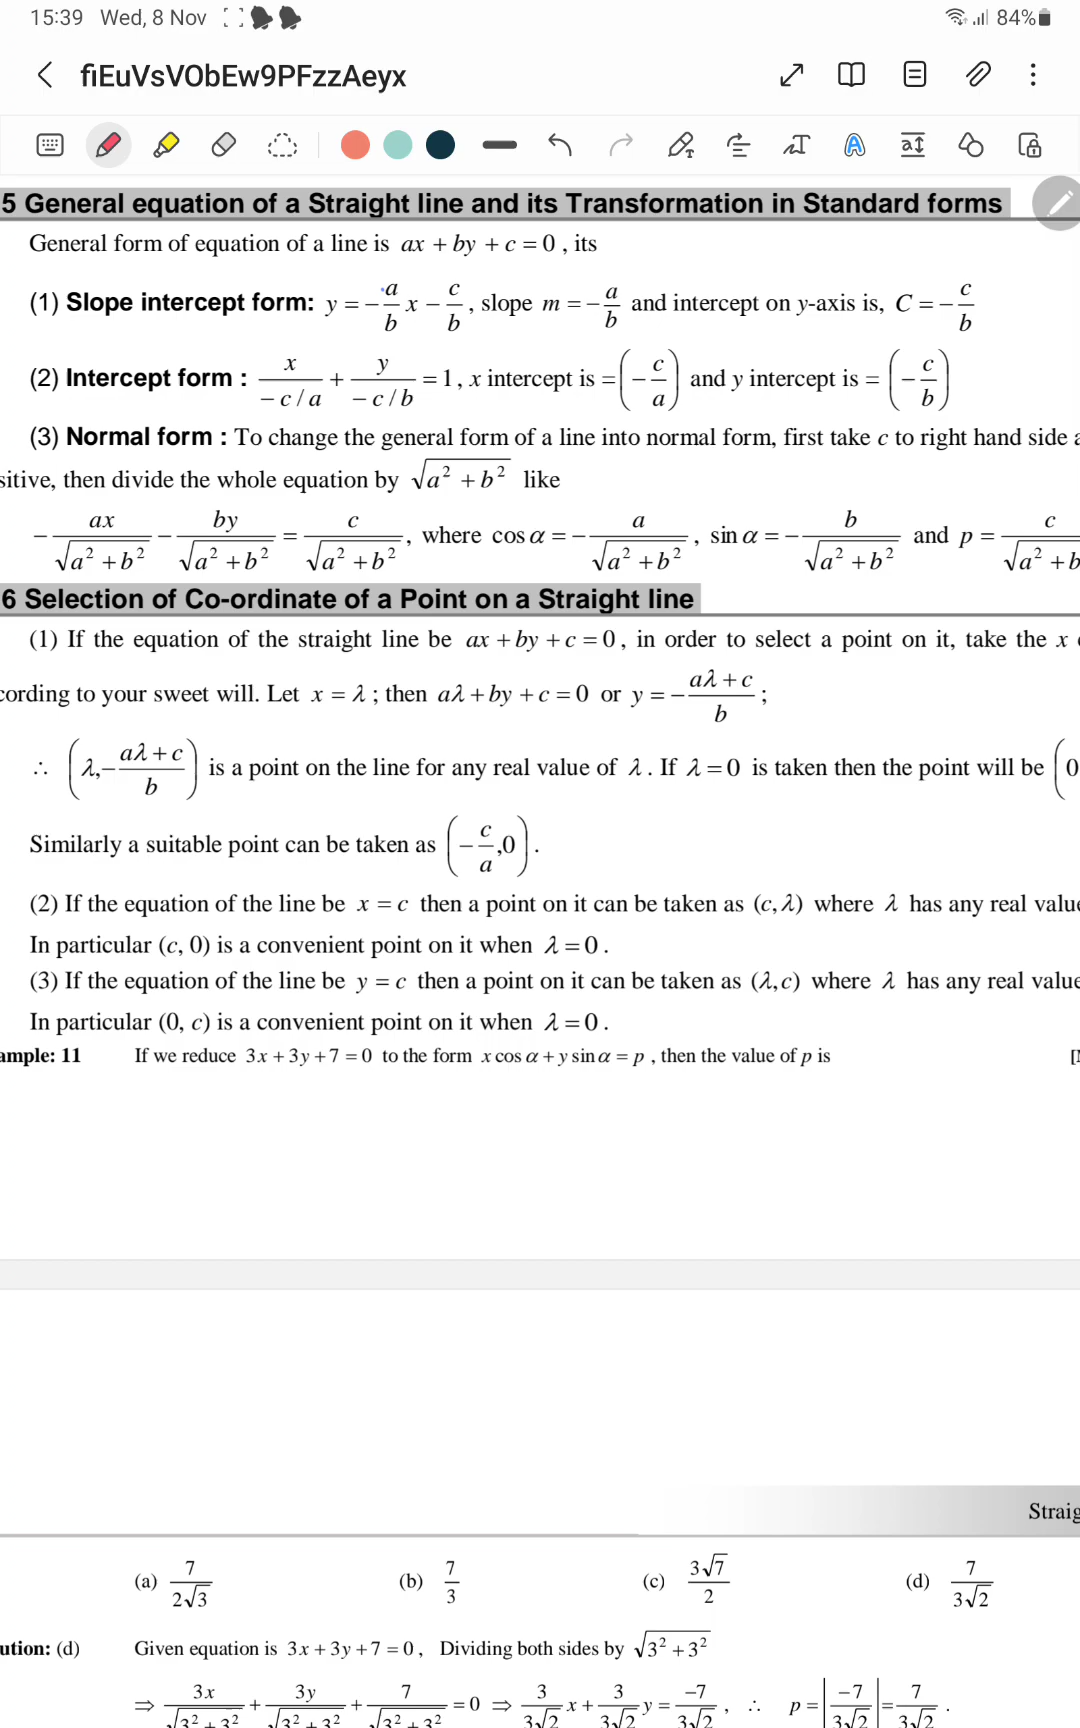 15:39 Wed, 8 Nov 84%
fiEuVsVObEw9PFzzAeyx
5 General equation of a Straight line and its Transformation in Standard forms
General form of equation of a line is ax + by + c = 0 , its
(1) Slope intercept form: y = −a/b x − c/b , slope m = −a/b and intercept on y-axis is, C = −c/b
(2) Intercept form : x/(−c/a) + y/(−c/b) = 1 , x intercept is = (−c/a) and y intercept is = (−c/b)
(3) Normal form : To change the general form of a line into normal form, first take c to right hand side
sitive, then divide the whole equation by √(a² + b²) like
−ax/√(a² + b²) − by/√(a² + b²) = c/√(a² + b²) , where cos α = −a/√(a² + b²) , sin α = −b/√(a² + b²) and p = c/√(a² + b
6 Selection of Co-ordinate of a Point on a Straight line
(1) If the equation of the straight line be ax + by + c = 0 , in order to select a point on it, take the x
cording to your sweet will. Let x = λ ; then aλ + by + c = 0 or y = −(aλ + c)/b ;
∴ (λ, −(aλ + c)/b) is a point on the line for any real value of λ . If λ = 0 is taken then the point will be (0
Similarly a suitable point can be taken as (−c/a, 0) .
(2) If the equation of the line be x = c then a point on it can be taken as (c, λ) where λ has any real value
In particular (c, 0) is a convenient point on it when λ = 0 .
(3) If the equation of the line be y = c then a point on it can be taken as (λ, c) where λ has any real value
In particular (0, c) is a convenient point on it when λ = 0 .
ample: 11 If we reduce 3x + 3y + 7 = 0 to the form x cos α + y sin α = p , then the value of p is
Straig
(a) 7/(2√3) (b) 7/3 (c) 3√7/2 (d) 7/(3√2)
ution: (d) Given equation is 3x + 3y + 7 = 0 , Dividing both sides by √(3² + 3²)
⇒ 3x/√(3² + 3²) + 3y/√(3² + 3²) + 7/√(3² + 3²) = 0 ⇒ 3/(3√2) x + 3/(3√2) y = −7/(3√2) , ∴ p = |−7/(3√2)| = 7/(3√2) .